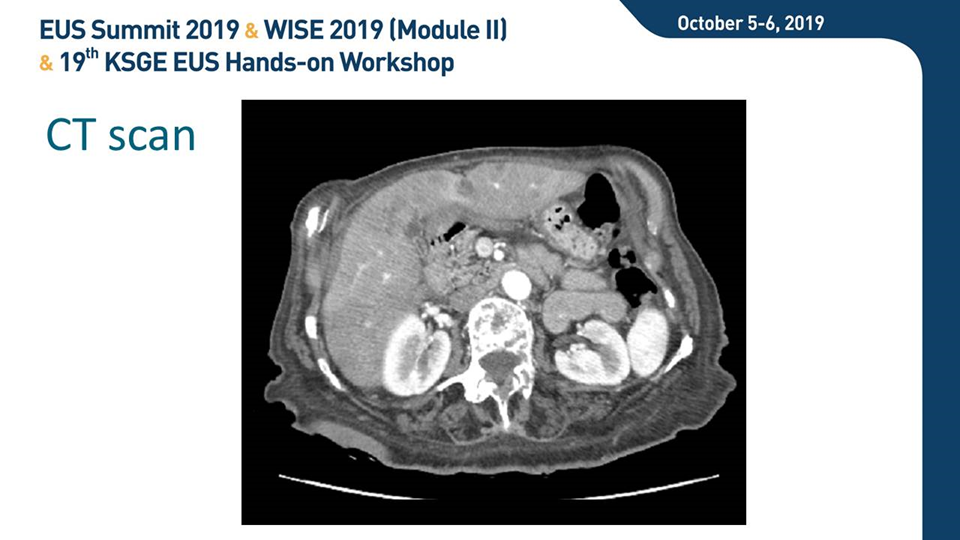 EUS Summit 2019 & WISE 2019 (Module II)
& 19th KSGE EUS Hands-on Workshop
October 5-6, 2019
CT scan